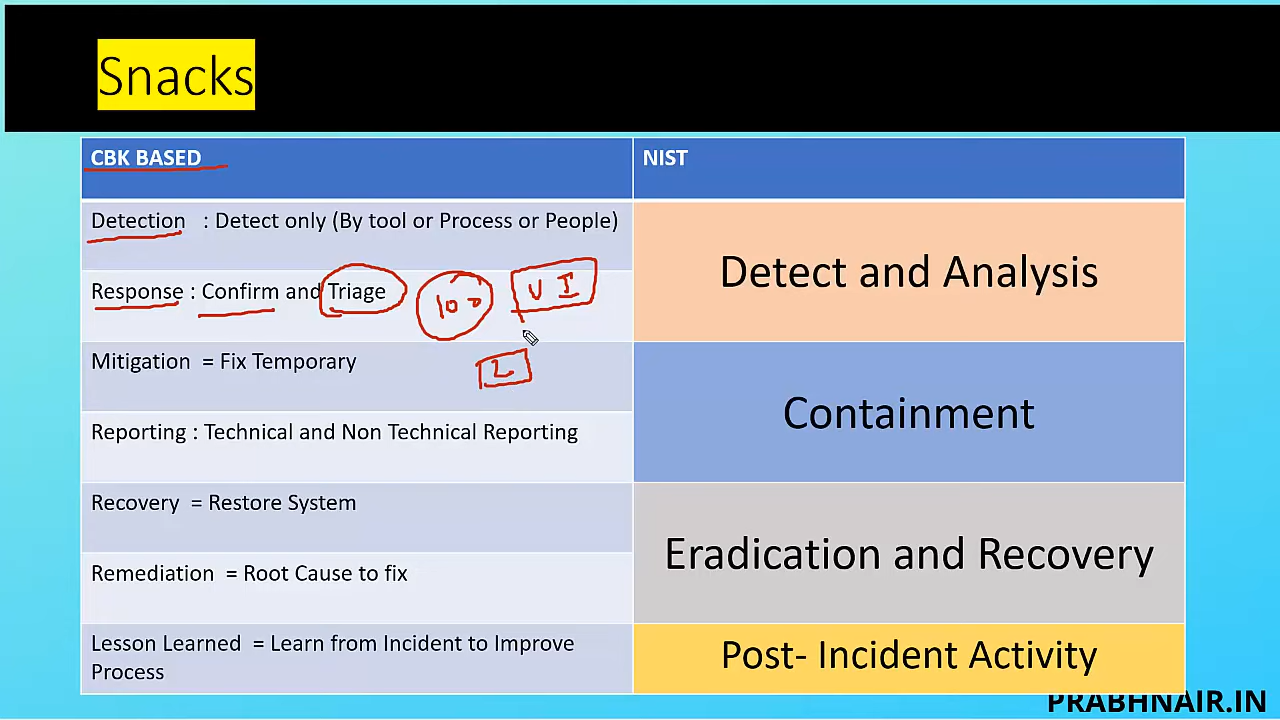 Snacks
CBK BASED
NIST
Detection : Detect only (By tool or Process or People)
Detect and Analysis
Response : Confirm and Triage
100
U I
Mitigation = Fix Temporary
L
Containment
Reporting : Technical and Non Technical Reporting
Recovery = Restore System
Eradication and Recovery
Remediation = Root Cause to fix
Lesson Learned = Learn from Incident to Improve
Process
Post- Incident Activity
PRABHNAIR.IN